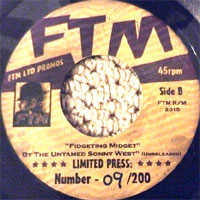 FTM
FTM LTD PROMOS
45rpm
Side B
FTM R/M
2015
"FIDGETING MIDGET"
BY THE UNTAMED SONNY WEST" (UNRELEASED)
★★★★ LIMITED PRESS: ★★★★
Number - 09/200